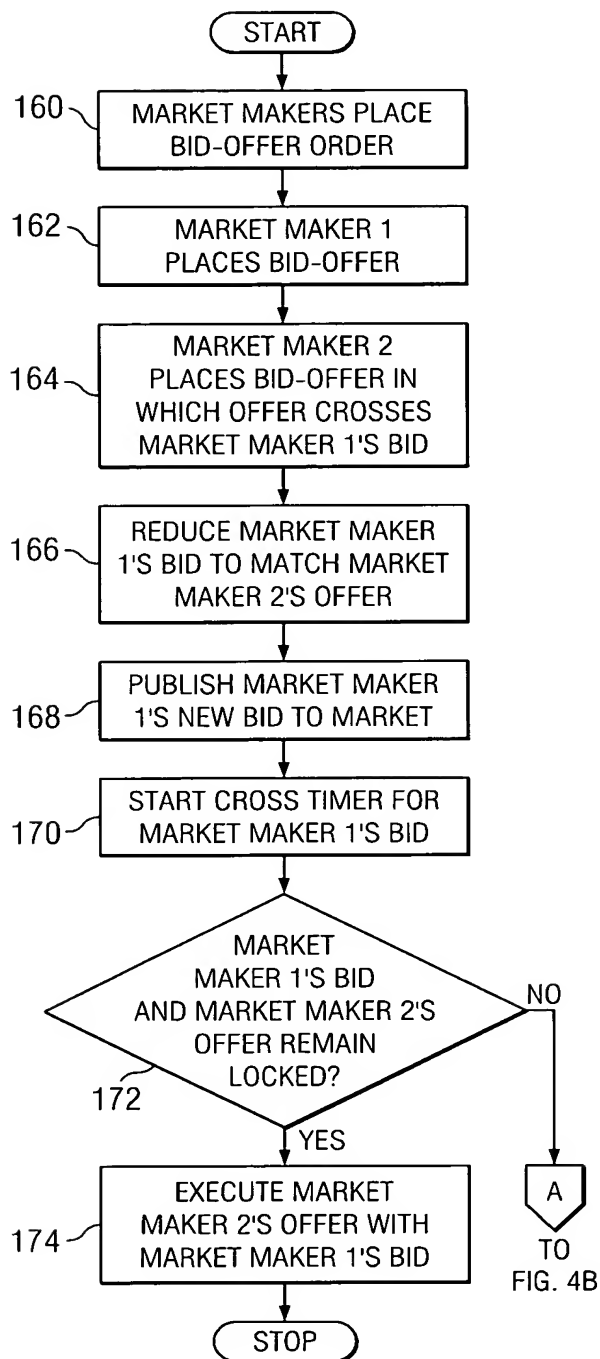 START
160
MARKET MAKERS PLACE
BID-OFFER ORDER
162
MARKET MAKER 1
PLACES BID-OFFER
164
MARKET MAKER 2
PLACES BID-OFFER IN
WHICH OFFER CROSSES
MARKET MAKER 1'S BID
166
REDUCE MARKET MAKER
1'S BID TO MATCH MARKET
MAKER 2'S OFFER
168
PUBLISH MARKET MAKER
1'S NEW BID TO MARKET
170
START CROSS TIMER FOR
MARKET MAKER 1'S BID
MARKET
MAKER 1'S BID
AND MARKET MAKER 2'S
OFFER REMAIN
LOCKED?
172
NO
YES
A
TO
FIG. 4B
174
EXECUTE MARKET
MAKER 2'S OFFER WITH
MARKET MAKER 1'S BID
STOP